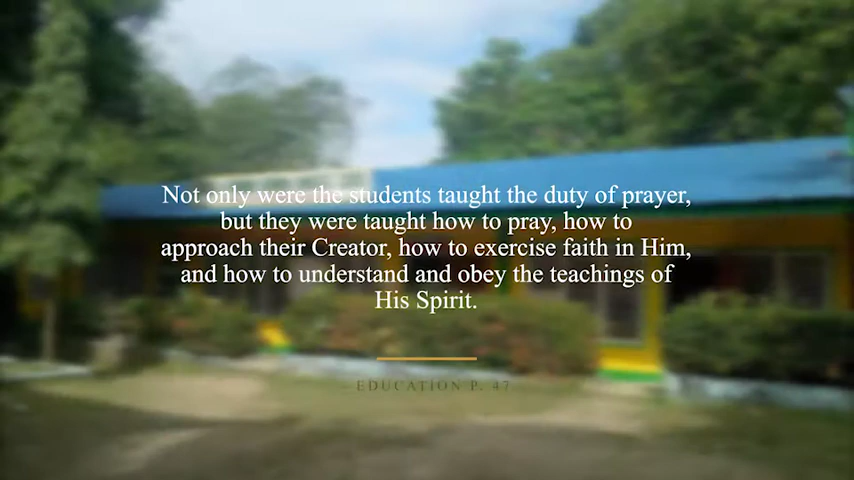 Not only were the students taught the duty of prayer,
but they were taught how to pray, how to
approach their Creator, how to exercise faith in Him,
and how to understand and obey the teachings of
His Spirit.
EDUCATION P. 47